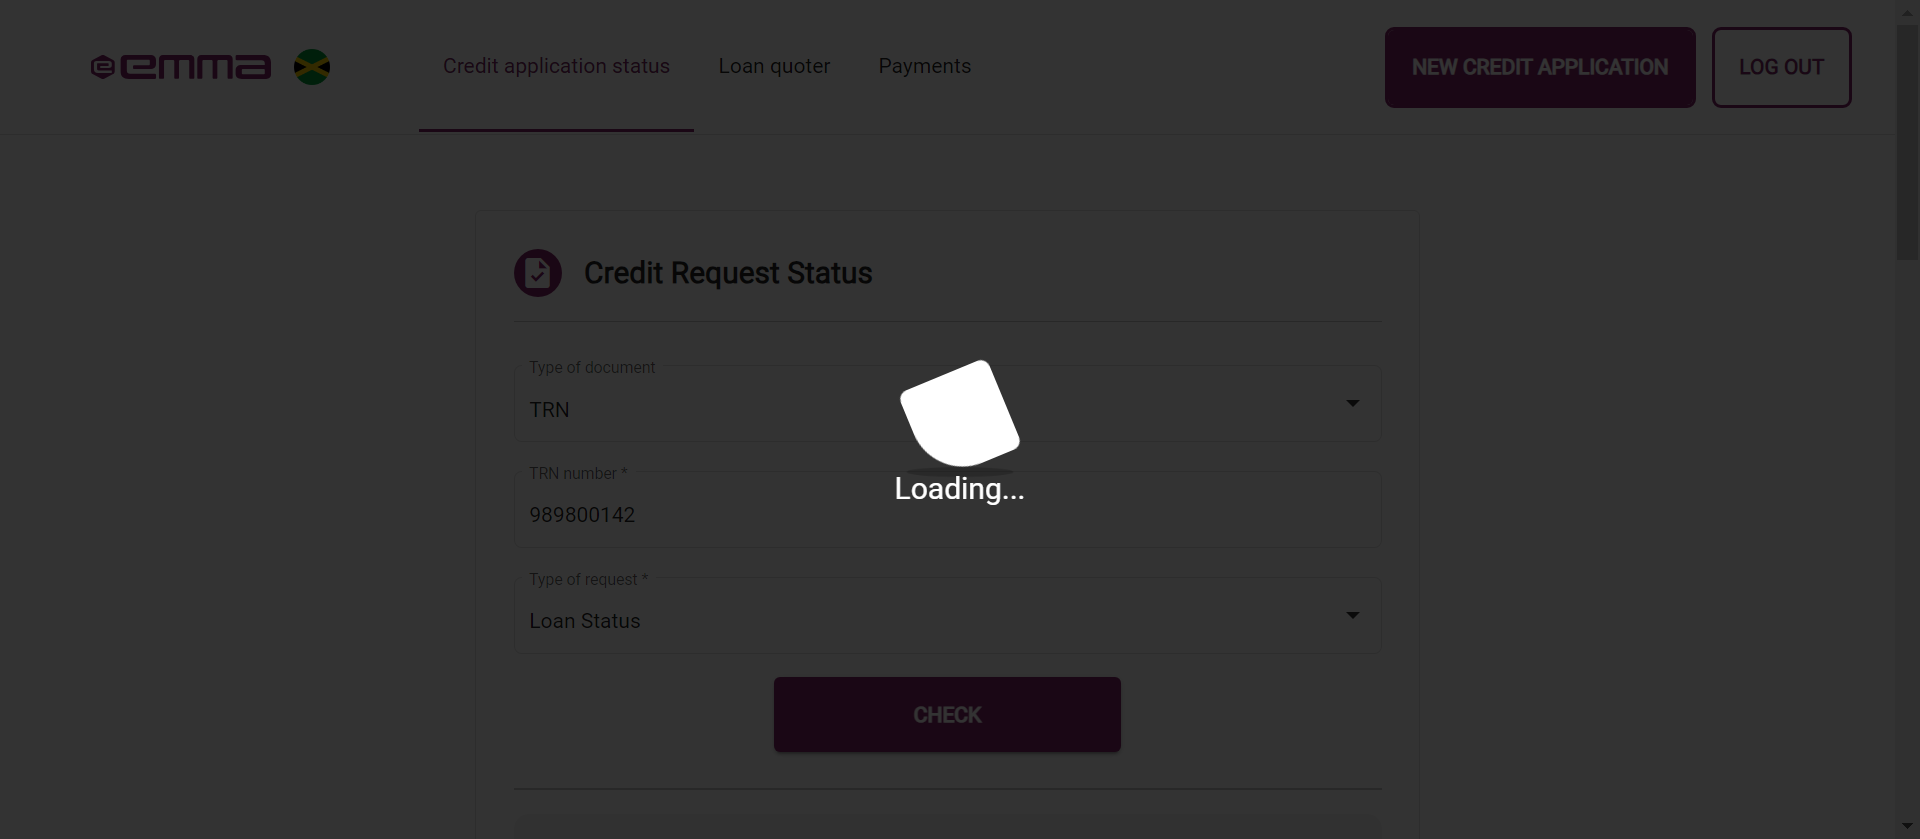 emma
Credit application status
Loan quoter
Payments
NEW CREDIT APPLICATION
LOG OUT
Credit Request Status
Type of document
TRN
TRN number *
989800142
Type of request *
Loan Status
Loading...
CHECK